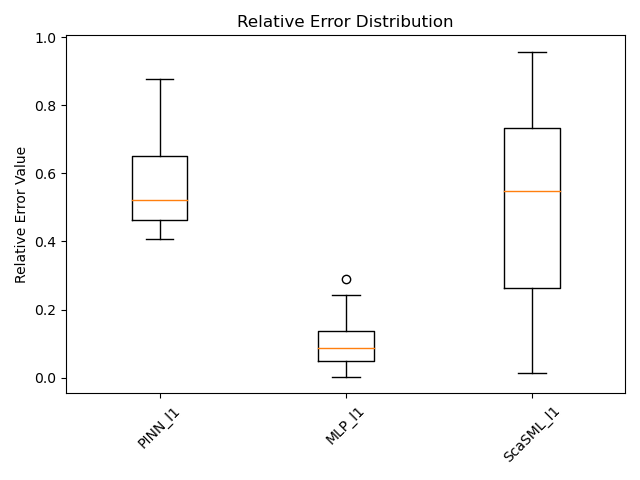 Relative Error Distribution
Relative Error Value
1.0
0.8
0.6
0.4
0.2
0.0
PINN_l1
MLP_l1
ScaSML_l1